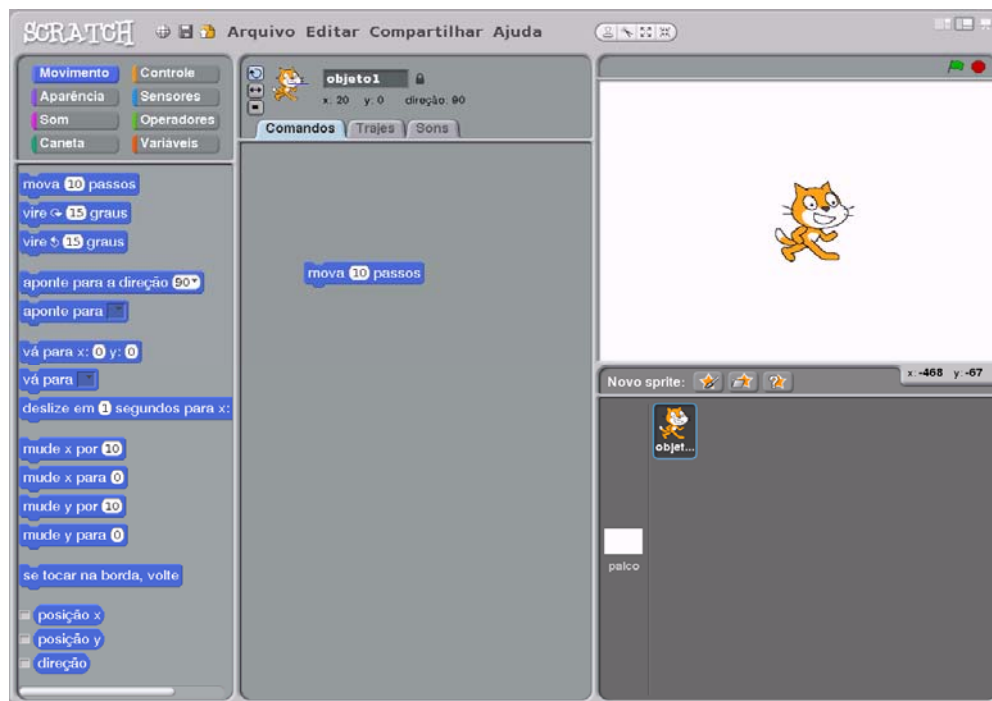 SCRATCH Arquivo Editar Compartilhar Ajuda
Movimento Controle
Aparência Sensores
Som Operadores
Caneta Variáveis
mova 10 passos
vire 15 graus
vire 15 graus
aponte para a direção 90
aponte para
vá para x: 0 y: 0
vá para
deslize em 1 segundos para x:
mude x por 10
mude x para 0
mude y por 10
mude y para 0
se tocar na borda, volte
posição x
posição y
direção
objeto1
x: 20 y: 0 direção: 90
Comandos Trajes Sons
mova 10 passos
x: -468 y: -67
Novo sprite:
objet...
palco